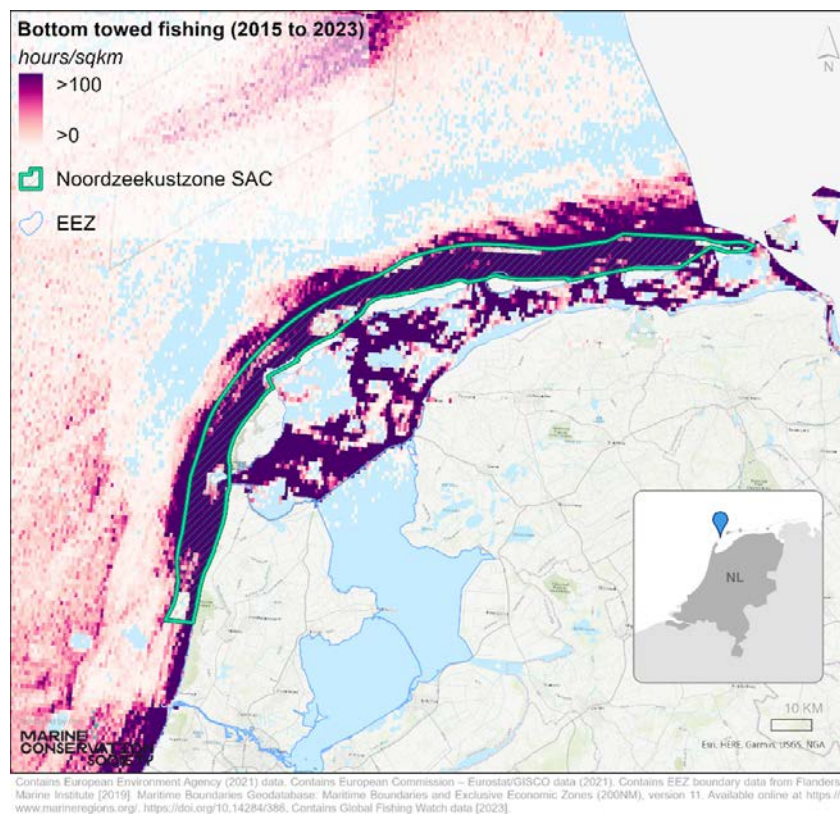 Bottom towed fishing (2015 to 2023)
hours/sqkm
>100
>0
Noordzeekustzone SAC
EEZ
N
NL
10 KM
Esri, HERE, Garmin, USGS, NGA
MARINE
CONSERVATION
SOCIETY
Contains European Environment Agency (2021) data. Contains European Commission – Eurostat/GISCO data (2021). Contains EEZ boundary data from Flanders
Marine Institute [2019]. Maritime Boundaries Geodatabase: Maritime Boundaries and Exclusive Economic Zones (200NM), version 11. Available online at https://
www.marineregions.org/. https://doi.org/10.14284/386. Contains Global Fishing Watch data [2023].